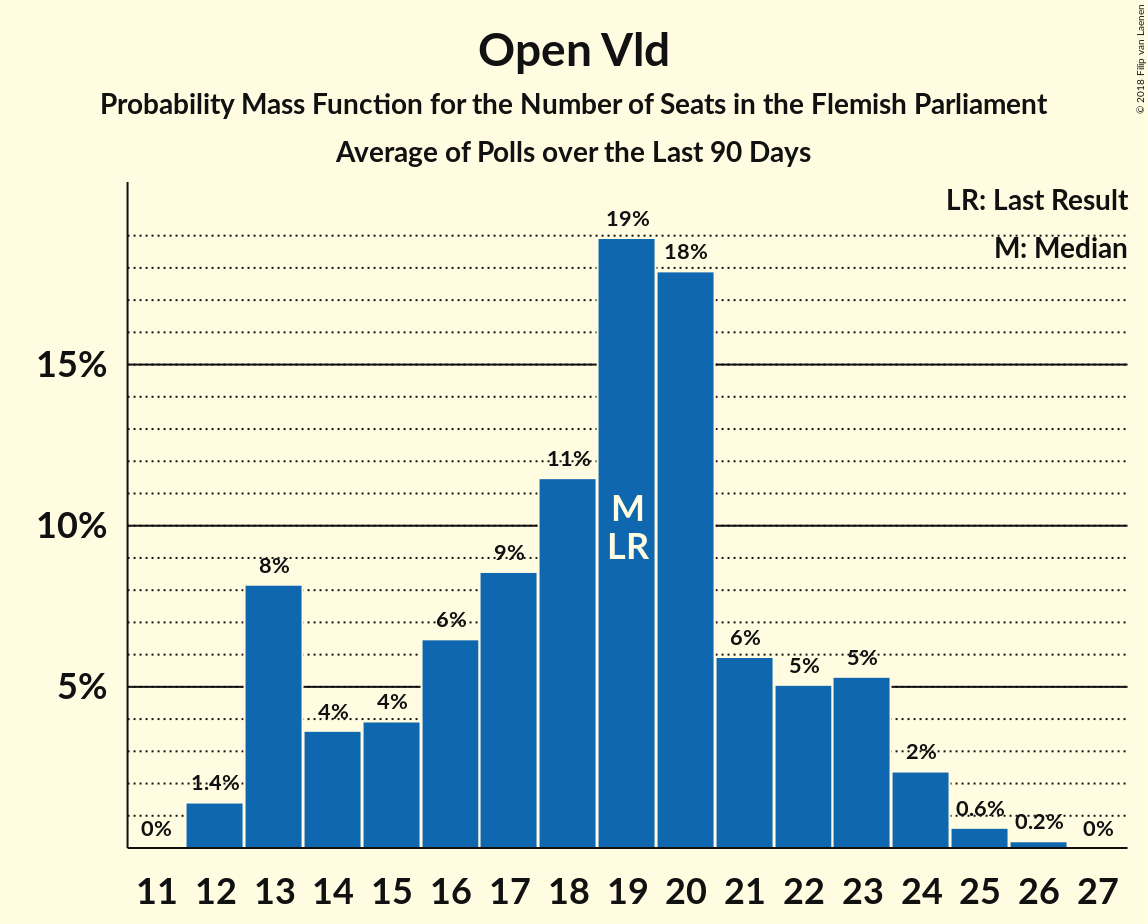 Open Vld
Probability Mass Function for the Number of Seats in the Flemish Parliament
Average of Polls over the Last 90 Days
© 2018 Filip van Laenen
LR: Last Result
M: Median
15%
10%
5%
0%
1.4%
8%
4%
4%
6%
9%
11%
19%
18%
6%
5%
5%
2%
0.6%
0.2%
0%
M
LR
11 12 13 14 15 16 17 18 19 20 21 22 23 24 25 26 27